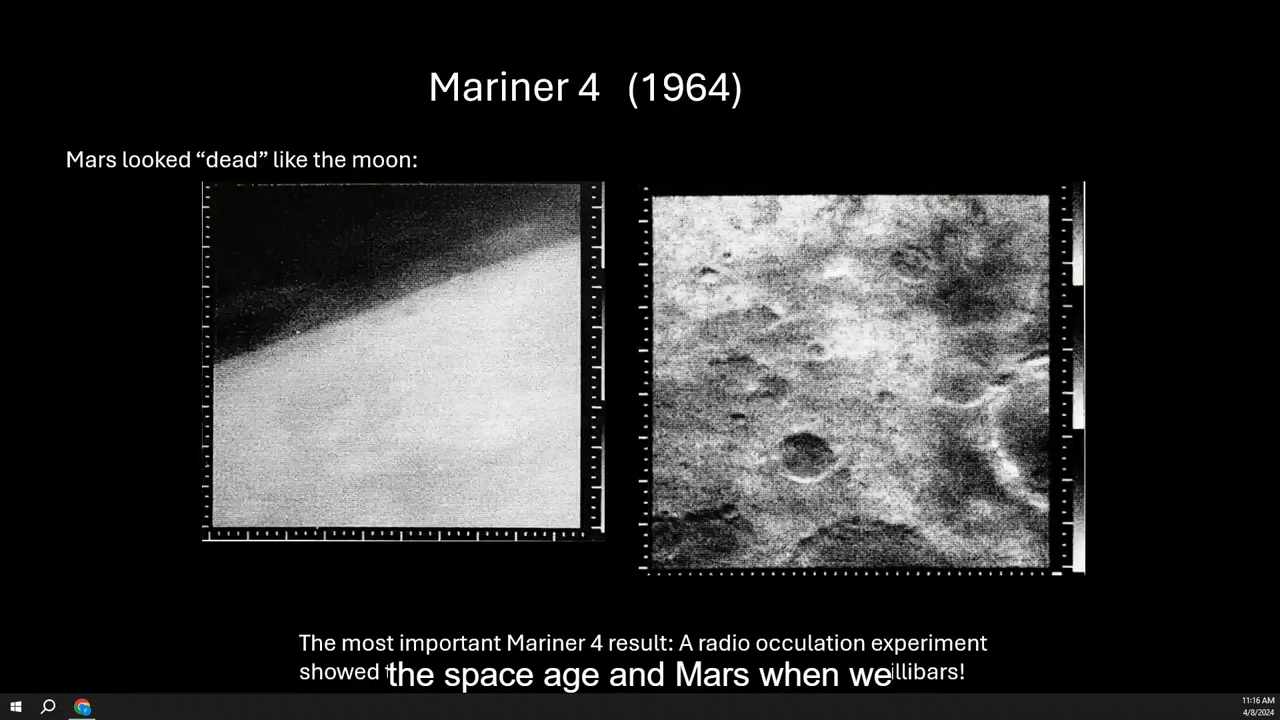 Mariner 4 (1964)
Mars looked “dead” like the moon:
The most important Mariner 4 result: A radio occulation experiment
showed
illibars!
the space age and Mars when we
11:16 AM
4/8/2024